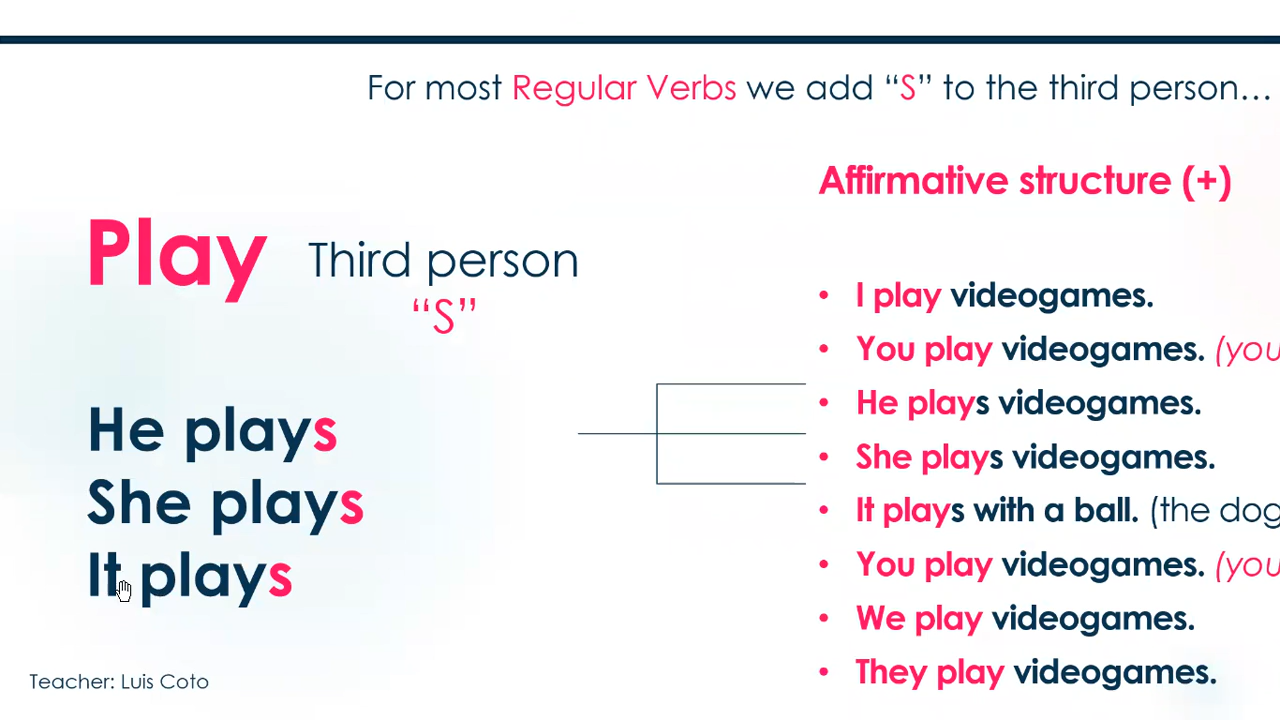 For most Regular Verbs we add “S” to the third person...
Affirmative structure (+)
Play
Third person
“S”
He plays
She plays
It plays
• I play videogames.
• You play videogames. (you
• He plays videogames.
• She plays videogames.
• It plays with a ball. (the dog
• You play videogames. (you
• We play videogames.
• They play videogames.
Teacher: Luis Coto